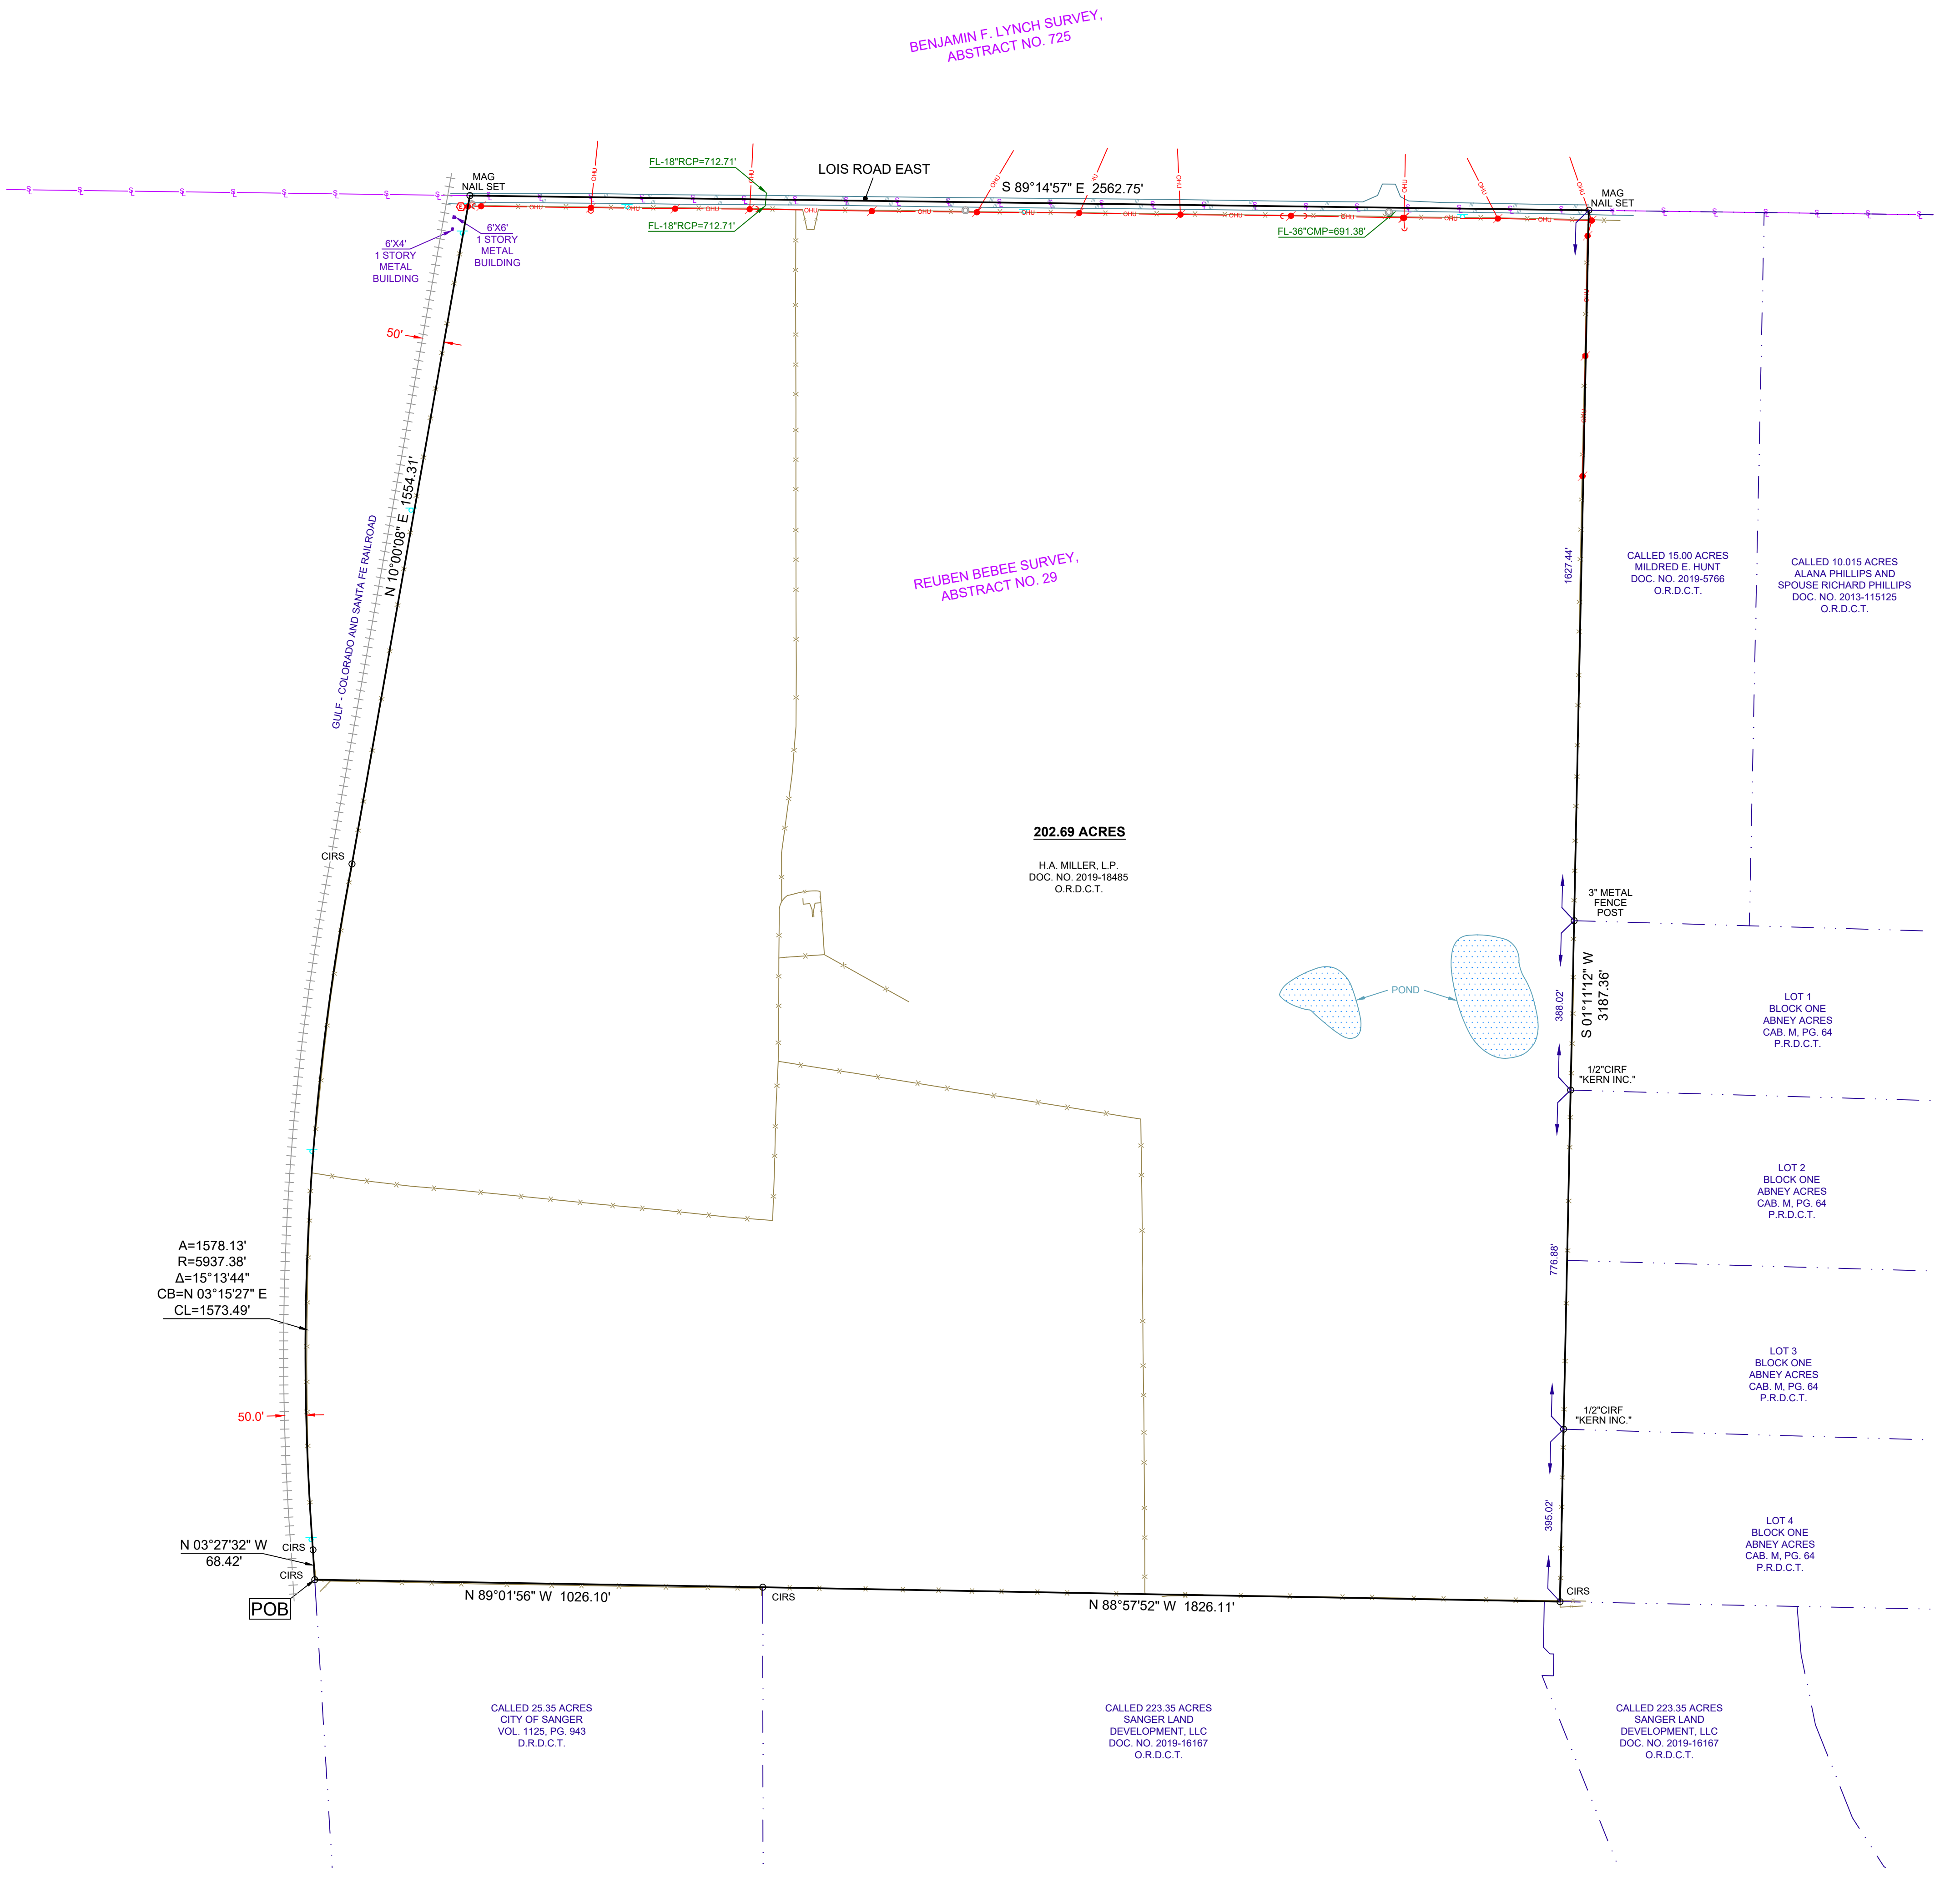 BENJAMIN F. LYNCH SURVEY,
ABSTRACT NO. 725
FL-18"RCP=712.71'
LOIS ROAD EAST
S 89°14'57" E 2562.75'
MAG
NAIL SET
MAG
NAIL SET
FL-18"RCP=712.71'
FL-36"CMP=691.38'
6'X6'
1 STORY
METAL
BUILDING
6'X4'
1 STORY
METAL
BUILDING
50'
N 10°00'08" E 1554.31'
GULF - COLORADO AND SANTA FE RAILROAD
REUBEN BEBEE SURVEY,
ABSTRACT NO. 29
1627.44'
CALLED 15.00 ACRES
MILDRED E. HUNT
DOC. NO. 2019-5766
O.R.D.C.T.
CALLED 10.015 ACRES
ALANA PHILLIPS AND
SPOUSE RICHARD PHILLIPS
DOC. NO. 2013-115125
O.R.D.C.T.
202.69 ACRES
H.A. MILLER, L.P.
DOC. NO. 2019-18485
O.R.D.C.T.
CIRS
3" METAL
FENCE
POST
POND
388.02'
S 01°11'12" W
3187.36'
LOT 1
BLOCK ONE
ABNEY ACRES
CAB. M, PG. 64
P.R.D.C.T.
1/2"CIRF
"KERN INC."
LOT 2
BLOCK ONE
ABNEY ACRES
CAB. M, PG. 64
P.R.D.C.T.
A=1578.13'
R=5937.38'
Δ=15°13'44"
CB=N 03°15'27" E
CL=1573.49'
776.88'
LOT 3
BLOCK ONE
ABNEY ACRES
CAB. M, PG. 64
P.R.D.C.T.
50.0'
1/2"CIRF
"KERN INC."
395.02'
LOT 4
BLOCK ONE
ABNEY ACRES
CAB. M, PG. 64
P.R.D.C.T.
N 03°27'32" W
68.42'
CIRS
CIRS
POB
N 89°01'56" W 1026.10'
CIRS
N 88°57'52" W 1826.11'
CIRS
CALLED 25.35 ACRES
CITY OF SANGER
VOL. 1125, PG. 943
D.R.D.C.T.
CALLED 223.35 ACRES
SANGER LAND
DEVELOPMENT, LLC
DOC. NO. 2019-16167
O.R.D.C.T.
CALLED 223.35 ACRES
SANGER LAND
DEVELOPMENT, LLC
DOC. NO. 2019-16167
O.R.D.C.T.